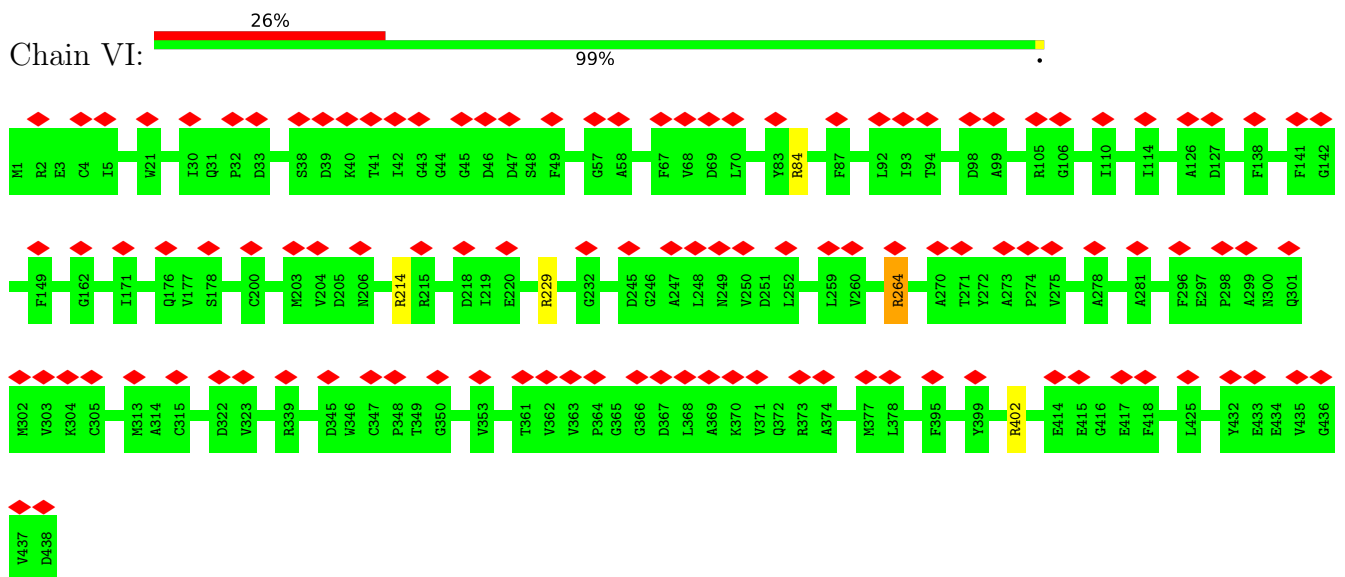 26%
Chain VI:
99%
M1 R2 E3 C4 I5 W21 I30 Q31 P32 D33 S38 D39 K40 T41 I42 G43 G44 G45 D46 D47 S48 F49 G57 A58 F67 V68 D69 L70 Y83 R84 F87 L92 I93 T94 D98 A99 R105 G106 I110 I114 A126 D127 F138 F141 G142
F149 G162 I171 Q176 V177 S178 C200 M203 V204 D205 N206 R214 R215 D218 I219 E220 R229 G232 D245 G246 A247 L248 N249 V250 D251 L252 L259 V260 R264 A270 T271 Y272 A273 P274 V275 A278 A281 F296 E297 P298 A299 N300 Q301
M302 V303 K304 C305 M313 A314 C315 D322 V323 R339 D345 W346 C347 P348 T349 G350 V353 T361 V362 V363 P364 G365 G366 D367 L368 A369 K370 V371 Q372 R373 A374 M377 L378 F395 Y399 R402 E414 E415 G416 E417 F418 L425 Y432 E433 E434 V435 G436
V437 D438